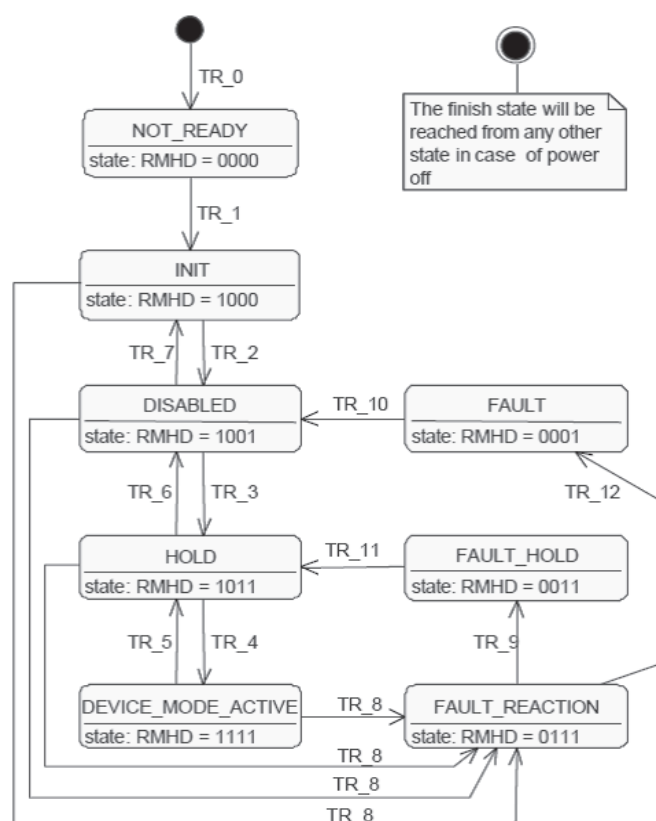 TR_0
NOT_READY
state: RMHD = 0000
The finish state will be
reached from any other
state in case of power
off
TR_1
INIT
state: RMHD = 1000
TR_7
TR_2
DISABLED
state: RMHD = 1001
TR_10
FAULT
state: RMHD = 0001
TR_6
TR_3
TR_12
HOLD
state: RMHD = 1011
TR_11
FAULT_HOLD
state: RMHD = 0011
TR_5
TR_4
TR_9
DEVICE_MODE_ACTIVE
state: RMHD = 1111
TR_8
FAULT_REACTION
state: RMHD = 0111
TR_8
TR_8
TR_8